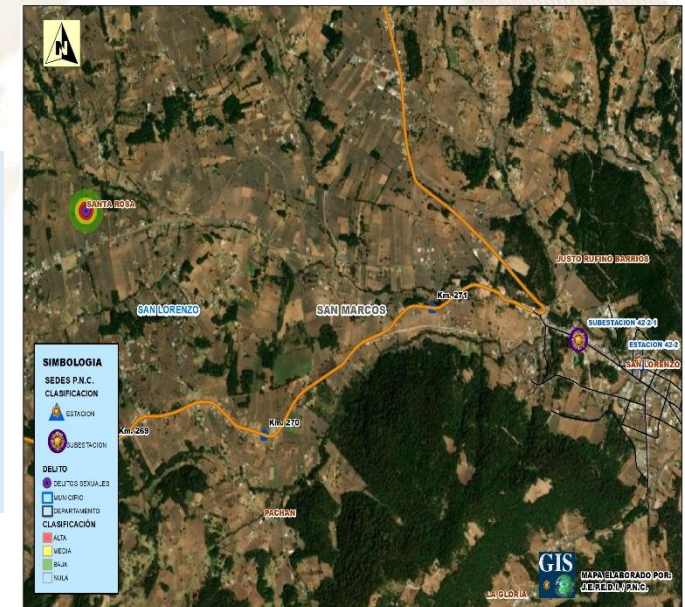 N
SANTA ROSA
JUSTO RUFINO BARRIOS
Km. 271
SAN LORENZO
SAN MARCOS
SUBESTACION 42-2-1
ESTACION 42-2
SAN LORENZO
Km. 270
Km. 269
PACHAN
LA GLORIA
SIMBOLOGIA
SEDES P.N.C.
CLASIFICACION
ESTACION
SUBESTACION
DELITO
DELITOS SEXUALES
MUNICIPIO
DEPARTAMENTO
CLASIFICACIÓN
ALTA
MEDIA
BAJA
NULA
GIS
MAPA ELABORADO POR:
J.E.RE.D.I. / P.N.C.